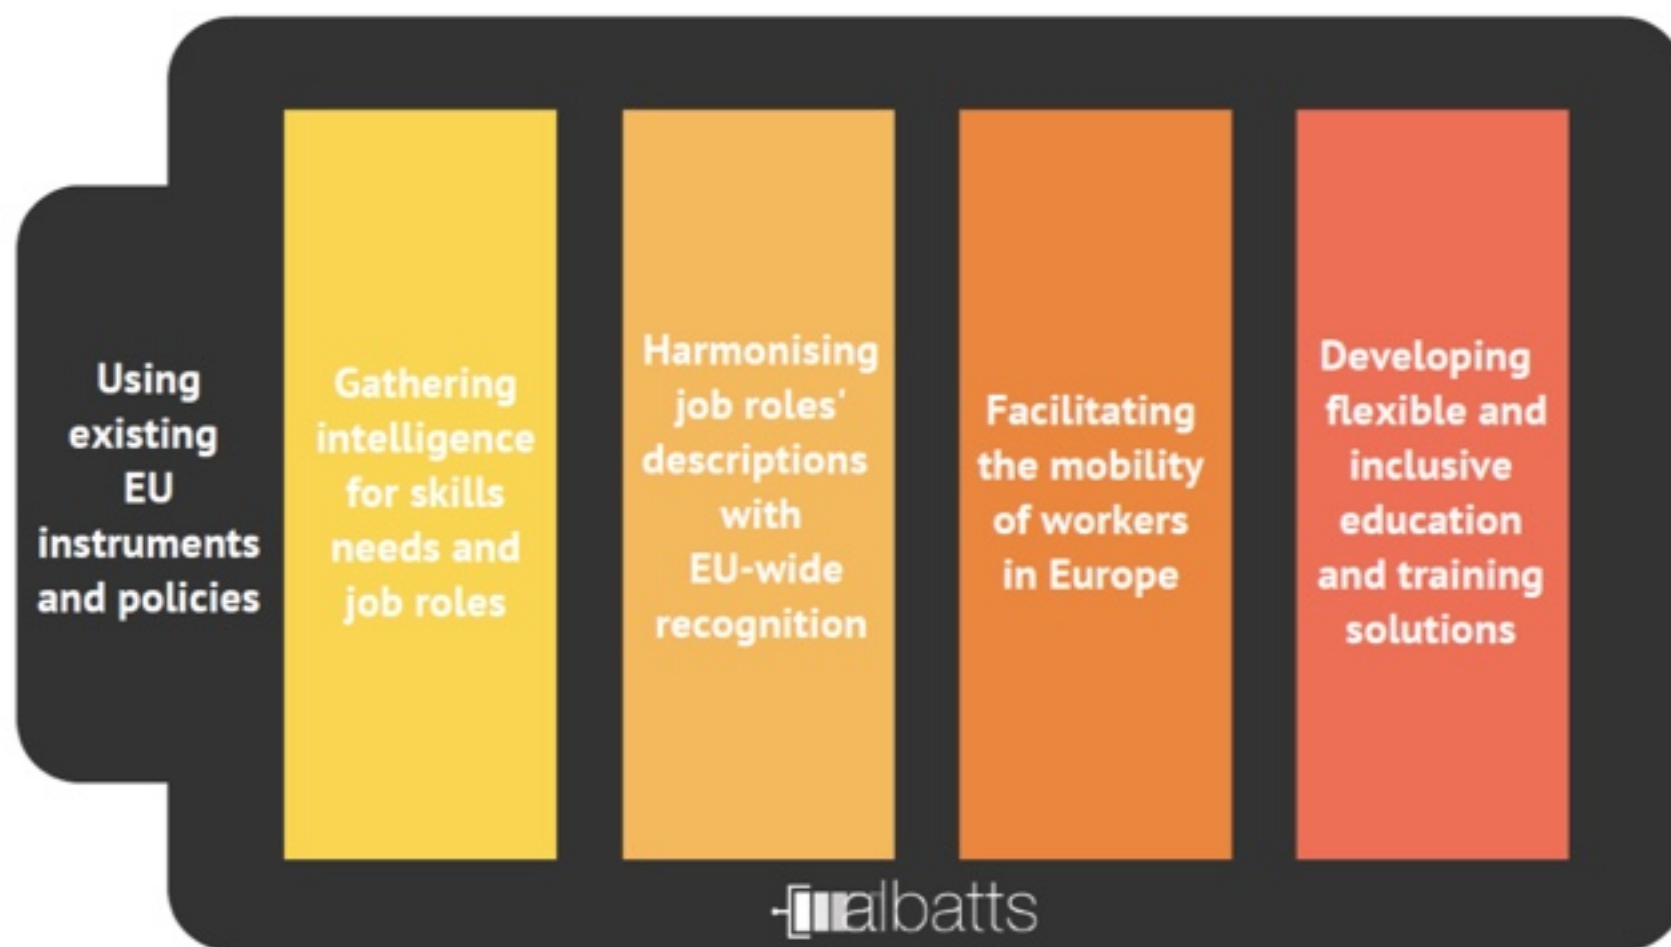 Using
existing
EU
instruments
and policies
Gathering
intelligence
for skills
needs and
job roles
Harmonising
job roles'
descriptions
with
EU-wide
recognition
Facilitating
the mobility
of workers
in Europe
Developing
flexible and
inclusive
education
and training
solutions
albatts